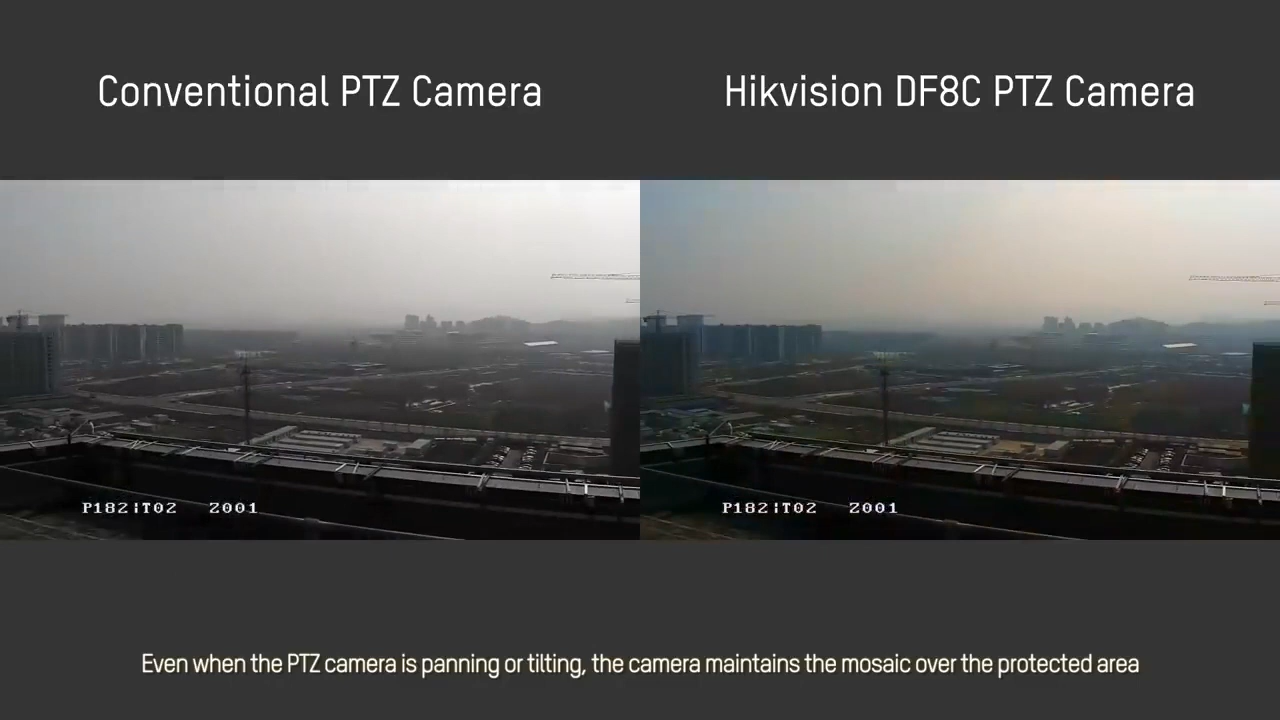 Conventional PTZ Camera
Hikvision DF8C PTZ Camera
P182¦T02 Z001
P182¦T02 Z001
Even when the PTZ camera is panning or tilting, the camera maintains the mosaic over the protected area